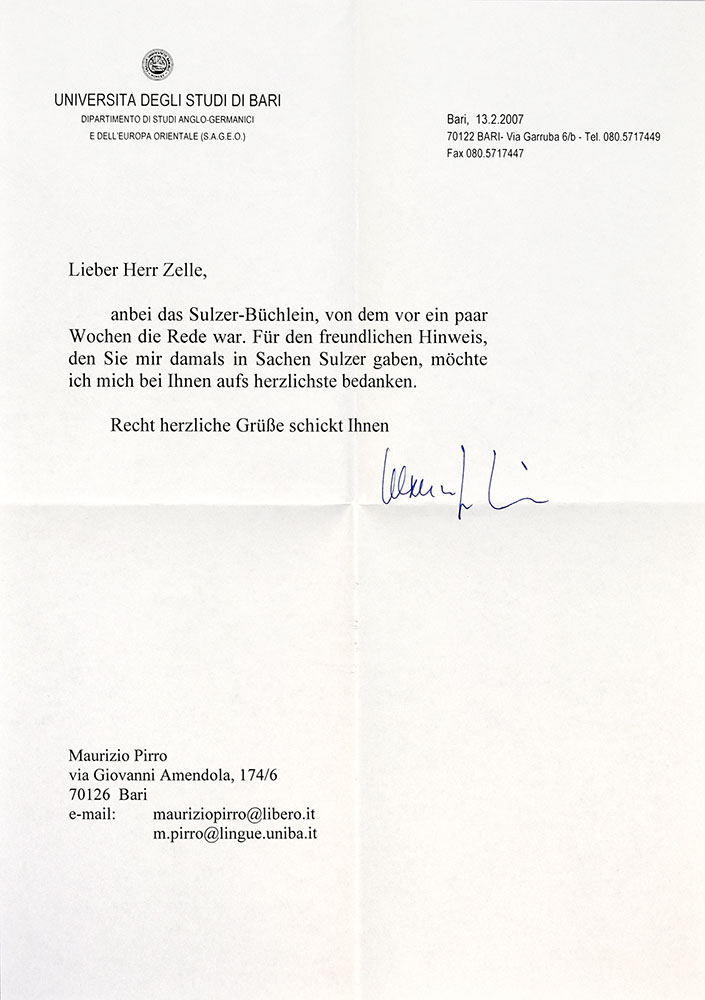 UNIVERSITA DEGLI STUDI DI BARI
DIPARTIMENTO DI STUDI ANGLO-GERMANICI
E DELL'EUROPA ORIENTALE (S.A.G.E.O.)
Bari, 13.2.2007
70122 BARI- Via Garruba 6/b - Tel. 080.5717449
Fax 080.5717447
Lieber Herr Zelle,
anbei das Sulzer-Büchlein, von dem vor ein paar
Wochen die Rede war. Für den freundlichen Hinweis,
den Sie mir damals in Sachen Sulzer gaben, möchte
ich mich bei Ihnen aufs herzlichste bedanken.
Recht herzliche Grüße schickt Ihnen
Maurizio Pirro
via Giovanni Amendola, 174/6
70126 Bari
e-mail: mauriziopirro@libero.it
m.pirro@lingue.uniba.it